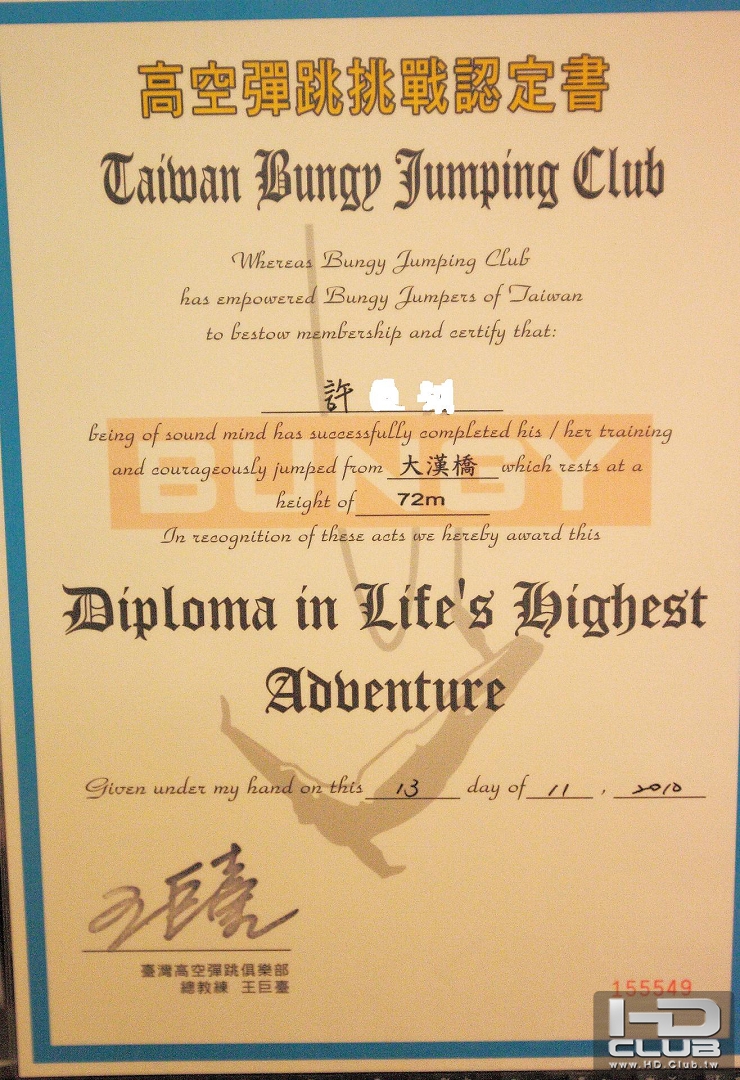 高空彈跳挑戰認定書
Taiwan Bungy Jumping Club
Whereas Bungy Jumping Club
has empowered Bungy Jumpers of Taiwan
to bestow membership and certify that:
許
being of sound mind has successfully completed his / her training
and courageously jumped from 大漢橋 which rests at a
BUNGY
height of 72m
In recognition of these acts we hereby award this
Diploma in Life's Highest
Adventure
Given under my hand on this 13 day of 11, 2010
王巨臺
臺灣高空彈跳俱樂部
總教練 王巨臺
155549
HD
CLUB
www.HD.Club.tw